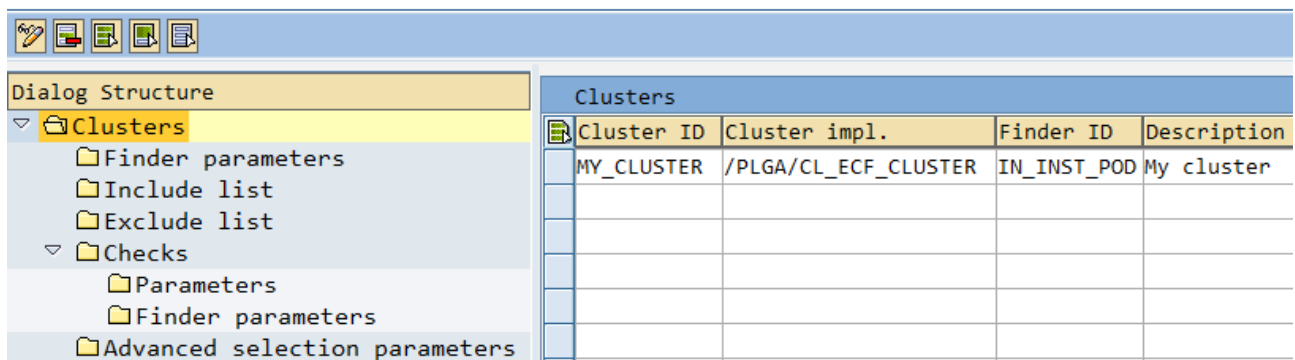 Dialog Structure
Clusters
Finder parameters
Include list
Exclude list
Checks
Parameters
Finder parameters
Advanced selection parameters
Clusters
Cluster ID Cluster impl. Finder ID Description
MY_CLUSTER /PLGA/CL_ECF_CLUSTER IN_INST_POD My cluster